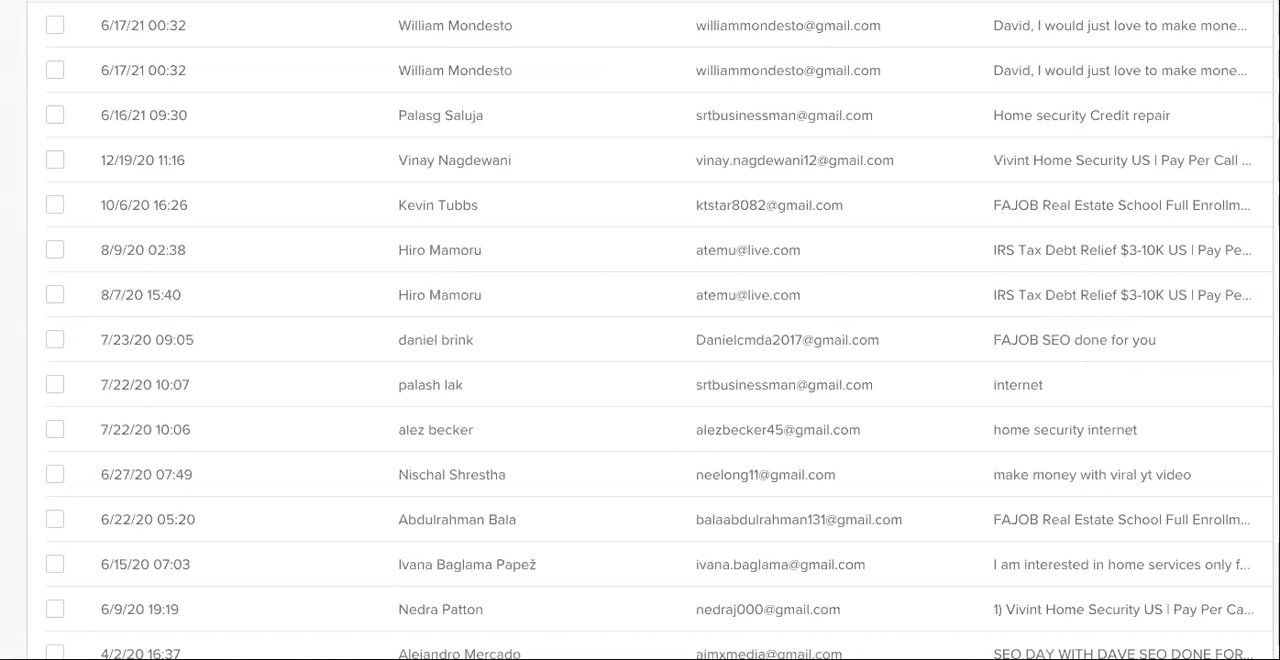 6/17/21 00:32 William Mondesto williammondesto@gmail.com David, I would just love to make mone...
6/17/21 00:32 William Mondesto williammondesto@gmail.com David, I would just love to make mone...
6/16/21 09:30 Palasg Saluja srtbusinessman@gmail.com Home security Credit repair
12/19/20 11:16 Vinay Nagdewani vinay.nagdewani12@gmail.com Vivint Home Security US | Pay Per Call ...
10/6/20 16:26 Kevin Tubbs ktstar8082@gmail.com FAJOB Real Estate School Full Enrollm...
8/9/20 02:38 Hiro Mamoru atemu@live.com IRS Tax Debt Relief $3-10K US | Pay Pe...
8/7/20 15:40 Hiro Mamoru atemu@live.com IRS Tax Debt Relief $3-10K US | Pay Pe...
7/23/20 09:05 daniel brink Danielcmda2017@gmail.com FAJOB SEO done for you
7/22/20 10:07 palash lak srtbusinessman@gmail.com internet
7/22/20 10:06 alez becker alezbecker45@gmail.com home security internet
6/27/20 07:49 Nischal Shrestha neelong11@gmail.com make money with viral yt video
6/22/20 05:20 Abdulrahman Bala balaabdulrahman131@gmail.com FAJOB Real Estate School Full Enrollm...
6/15/20 07:03 Ivana Baglama Papež ivana.baglama@gmail.com I am interested in home services only f...
6/9/20 19:19 Nedra Patton nedraj000@gmail.com 1) Vivint Home Security US | Pay Per Ca...
4/2/20 16:37 Alejandro Mercado ajmxmedia@gmail.com SEO DAY WITH DAVE SEO DONE FOR...